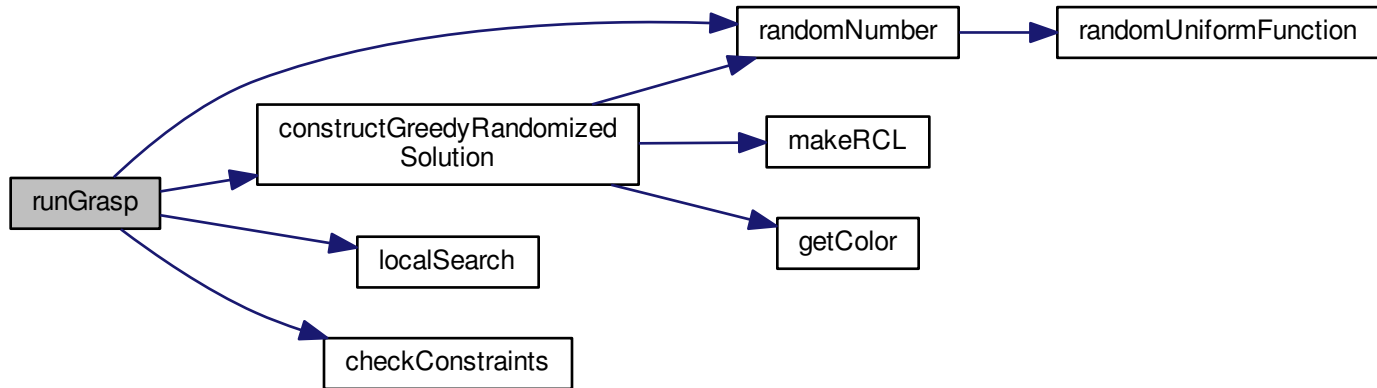 runGrasp
constructGreedyRandomized
Solution
localSearch
checkConstraints
randomNumber
makeRCL
getColor
randomUniformFunction